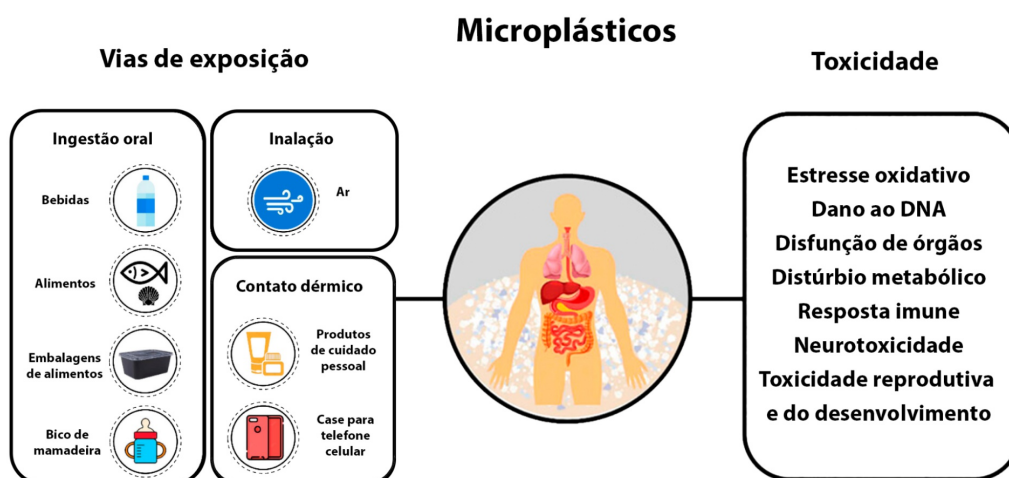 Microplásticos
Vias de exposição
Ingestão oral
Bebidas
Alimentos
Embalagens
de alimentos
Bico de
mamadeira
Inalação
Ar
Contato dérmico
Produtos
de cuidado
pessoal
Case para
telefone
celular
Toxicidade
Estresse oxidativo
Dano ao DNA
Disfunção de órgãos
Distúrbio metabólico
Resposta imune
Neurotoxicidade
Toxicidade reprodutiva
e do desenvolvimento